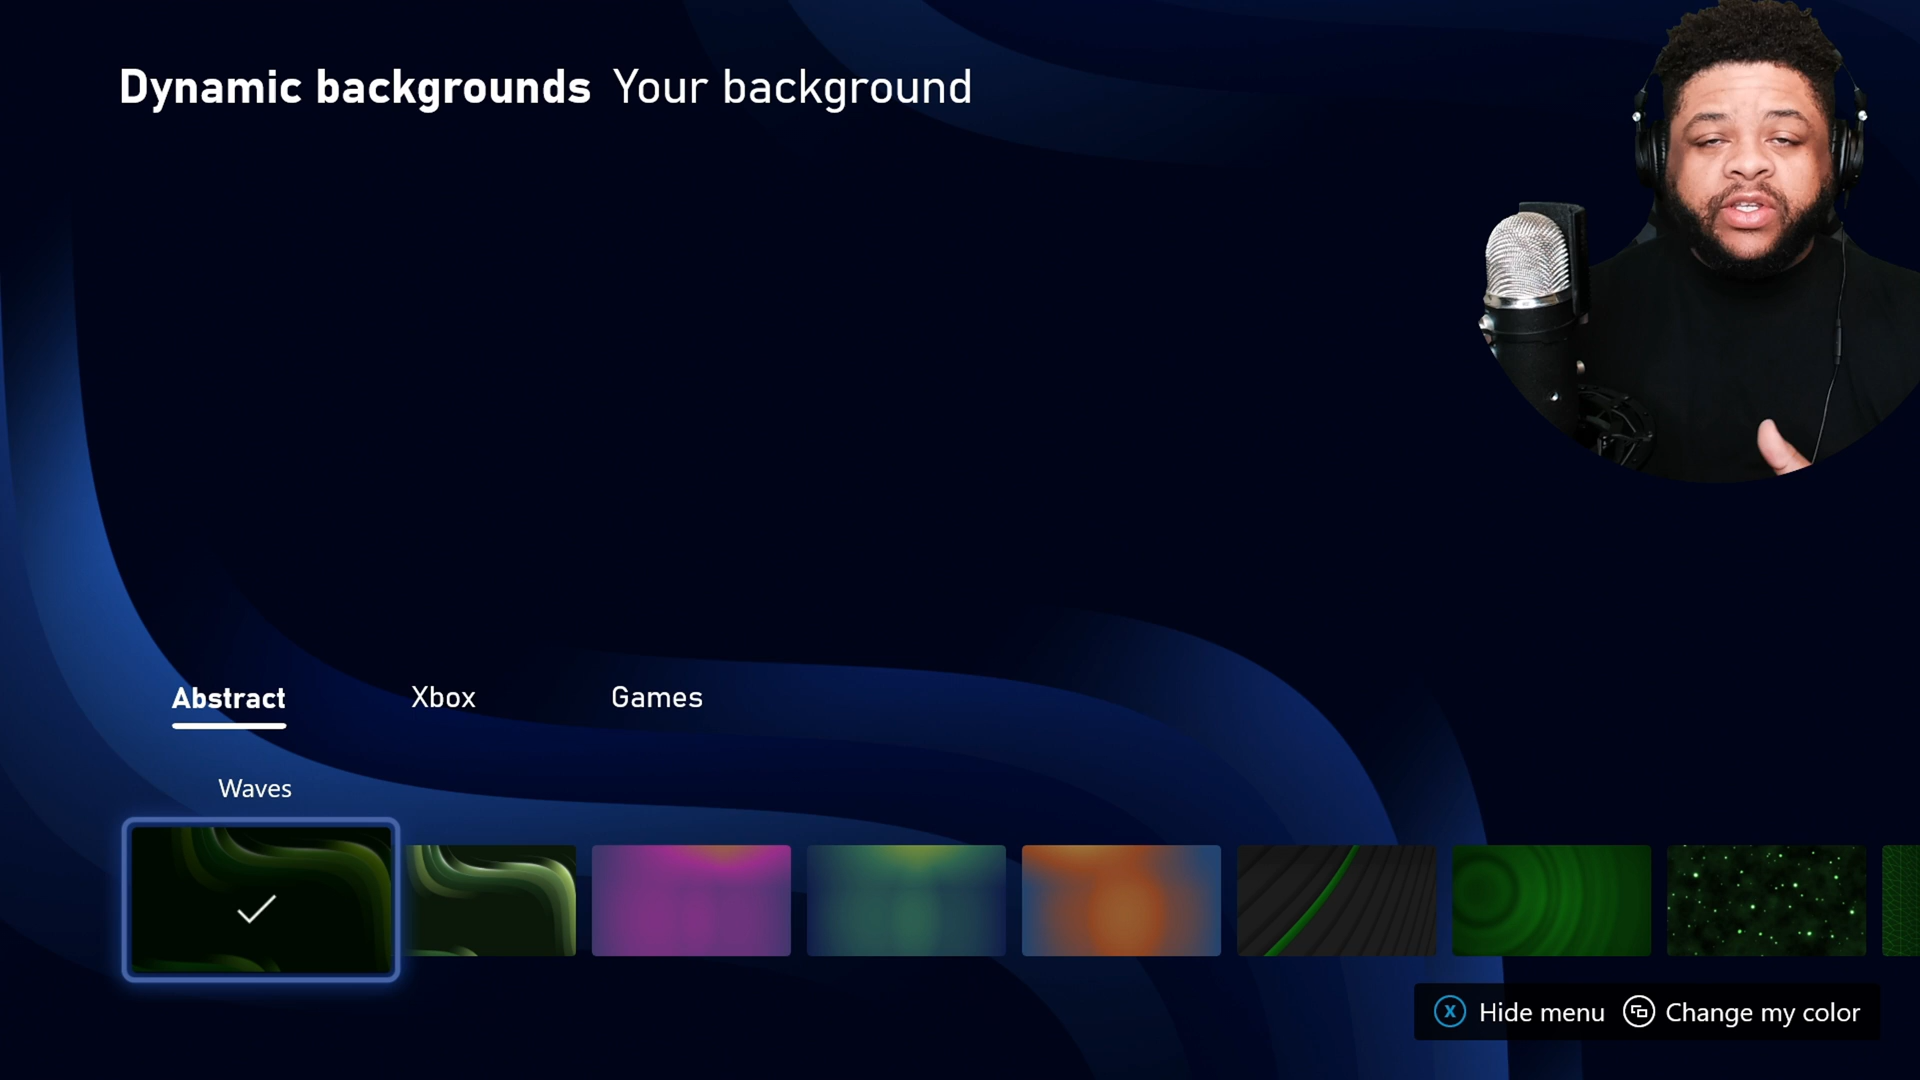 Dynamic backgrounds Your background
Abstract
Xbox
Games
Waves
X Hide menu Change my color